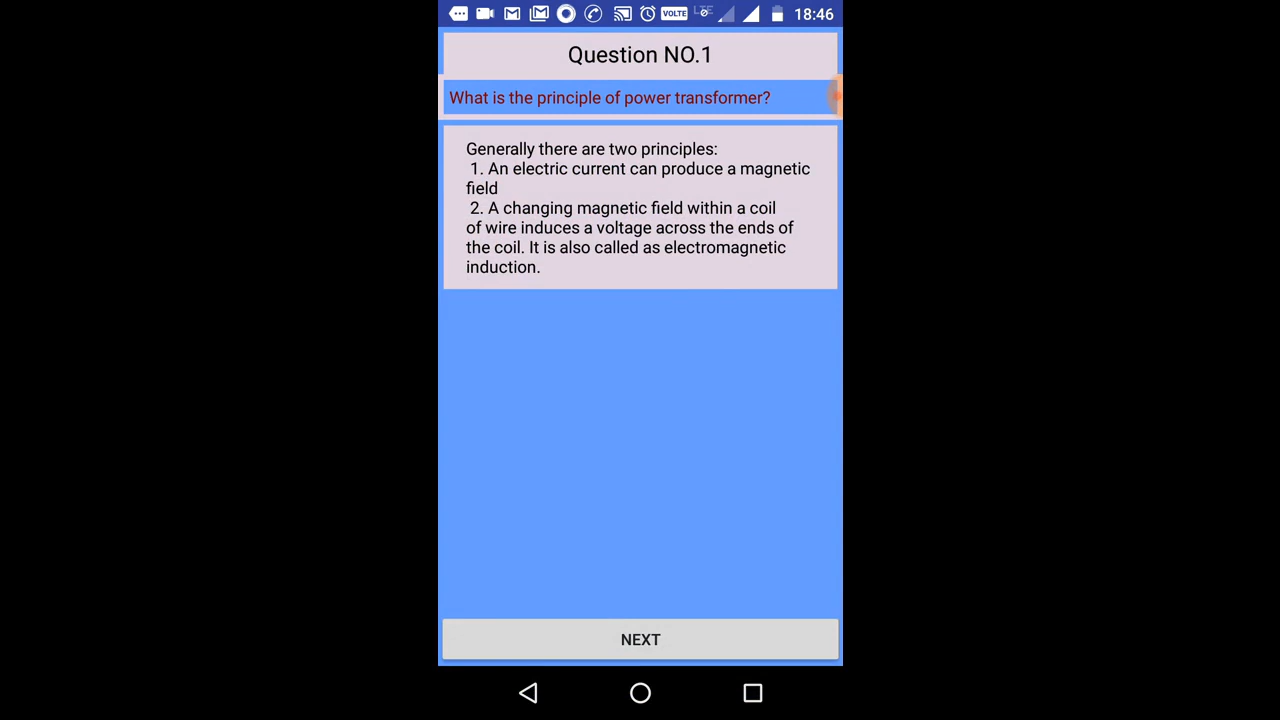 VOLTE LTE 18:46
Question NO.1
What is the principle of power transformer?
Generally there are two principles:
1. An electric current can produce a magnetic
field
2. A changing magnetic field within a coil
of wire induces a voltage across the ends of
the coil. It is also called as electromagnetic
induction.
NEXT